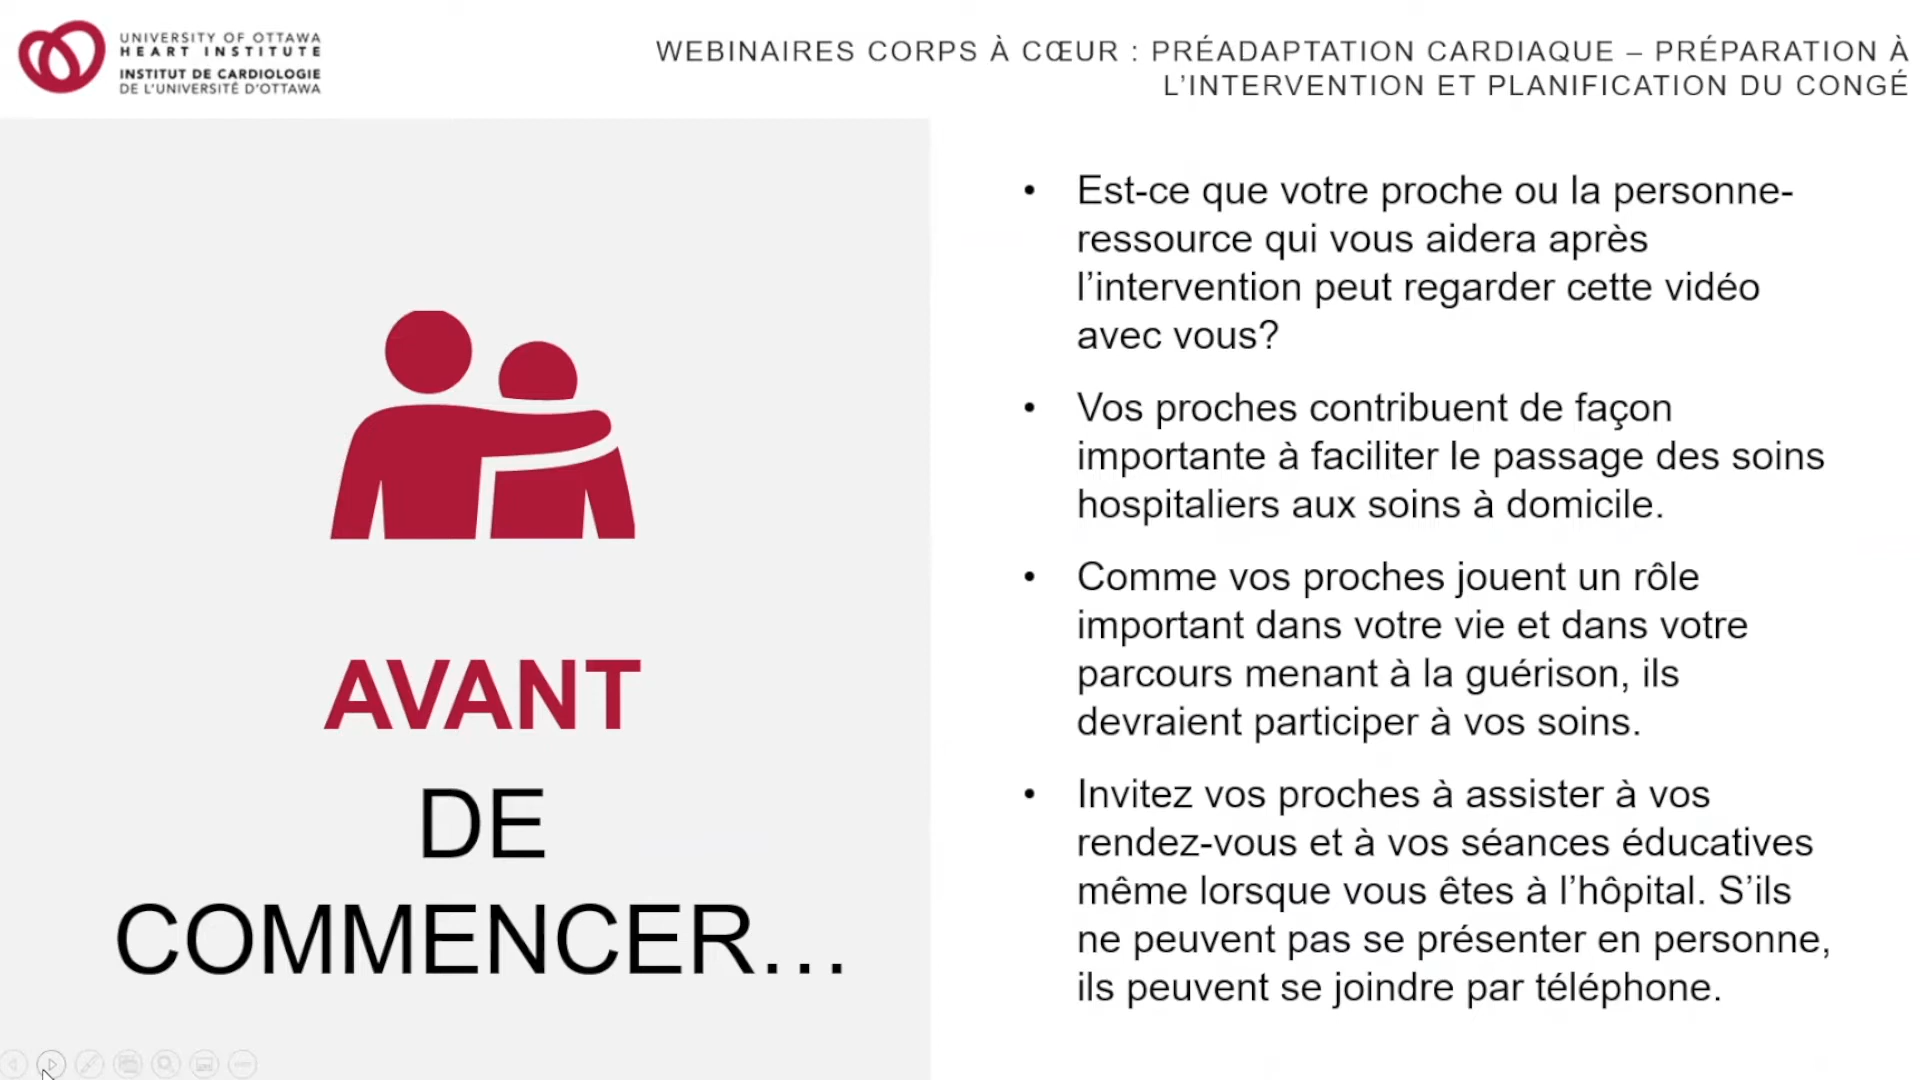 UNIVERSITY OF OTTAWA
HEART INSTITUTE
INSTITUT DE CARDIOLOGIE
DE L'UNIVERSITÉ D'OTTAWA
WEBINAIRES CORPS À CŒUR : PRÉADAPTATION CARDIAQUE – PRÉPARATION À
L’INTERVENTION ET PLANIFICATION DU CONGÉ
AVANT
DE
COMMENCER…
• Est-ce que votre proche ou la personne-
ressource qui vous aidera après
l’intervention peut regarder cette vidéo
avec vous?
• Vos proches contribuent de façon
importante à faciliter le passage des soins
hospitaliers aux soins à domicile.
• Comme vos proches jouent un rôle
important dans votre vie et dans votre
parcours menant à la guérison, ils
devraient participer à vos soins.
• Invitez vos proches à assister à vos
rendez-vous et à vos séances éducatives
même lorsque vous êtes à l’hôpital. S’ils
ne peuvent pas se présenter en personne,
ils peuvent se joindre par téléphone.